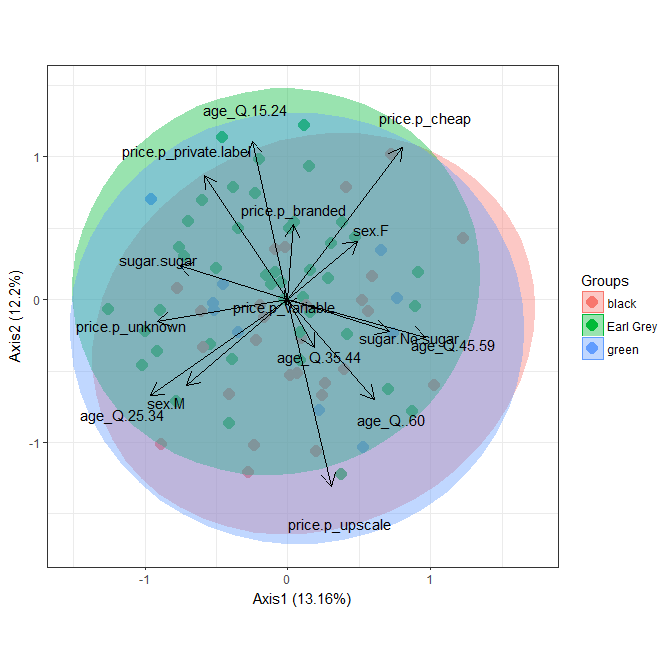 age_Q.15.24
price.p_cheap
price.p_private.label
price.p_branded
sex.F
sugar.sugar
price.p_variable
price.p_unknown
sugar.No.sugar
age_Q.45.59
age_Q.35.44
sex.M
age_Q.25.34
age_Q..60
price.p_upscale
1
0
-1
-1
0
1
Axis1 (13.16%)
Axis2 (12.2%)
Groups
black
Earl Grey
green